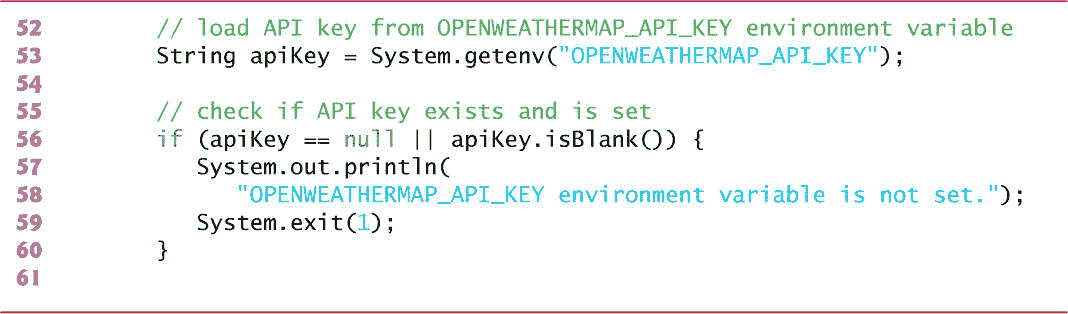 52 // load API key from OPENWEATHERMAP_API_KEY environment variable
53 String apiKey = System.getenv("OPENWEATHERMAP_API_KEY");
54
55 // check if API key exists and is set
56 if (apiKey == null || apiKey.isBlank()) {
57 System.out.println(
58 "OPENWEATHERMAP_API_KEY environment variable is not set.");
59 System.exit(1);
60 }
61